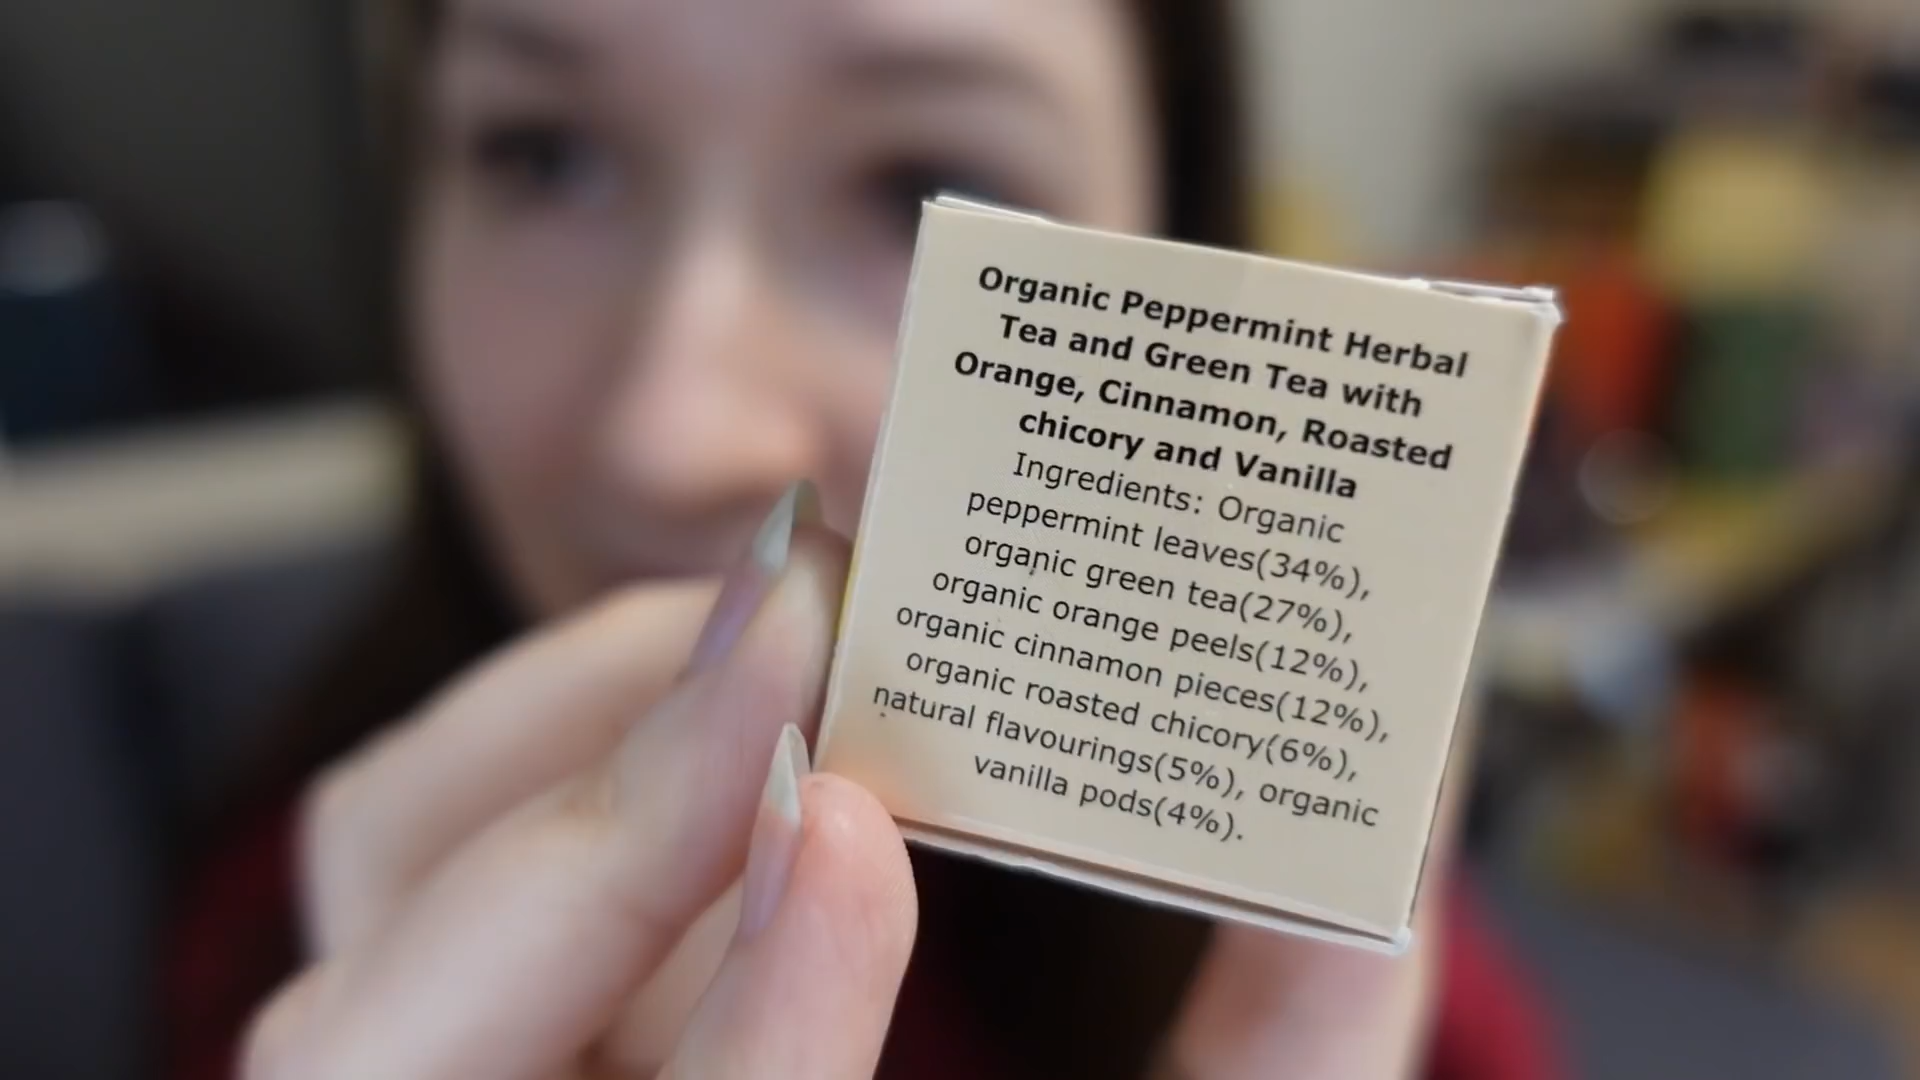 Organic Peppermint Herbal
Tea and Green Tea with
Orange, Cinnamon, Roasted
chicory and Vanilla
Ingredients: Organic
peppermint leaves(34%),
organic green tea(27%),
organic orange peels(12%),
organic cinnamon pieces(12%),
organic roasted chicory(6%),
natural flavourings(5%), organic
vanilla pods(4%).